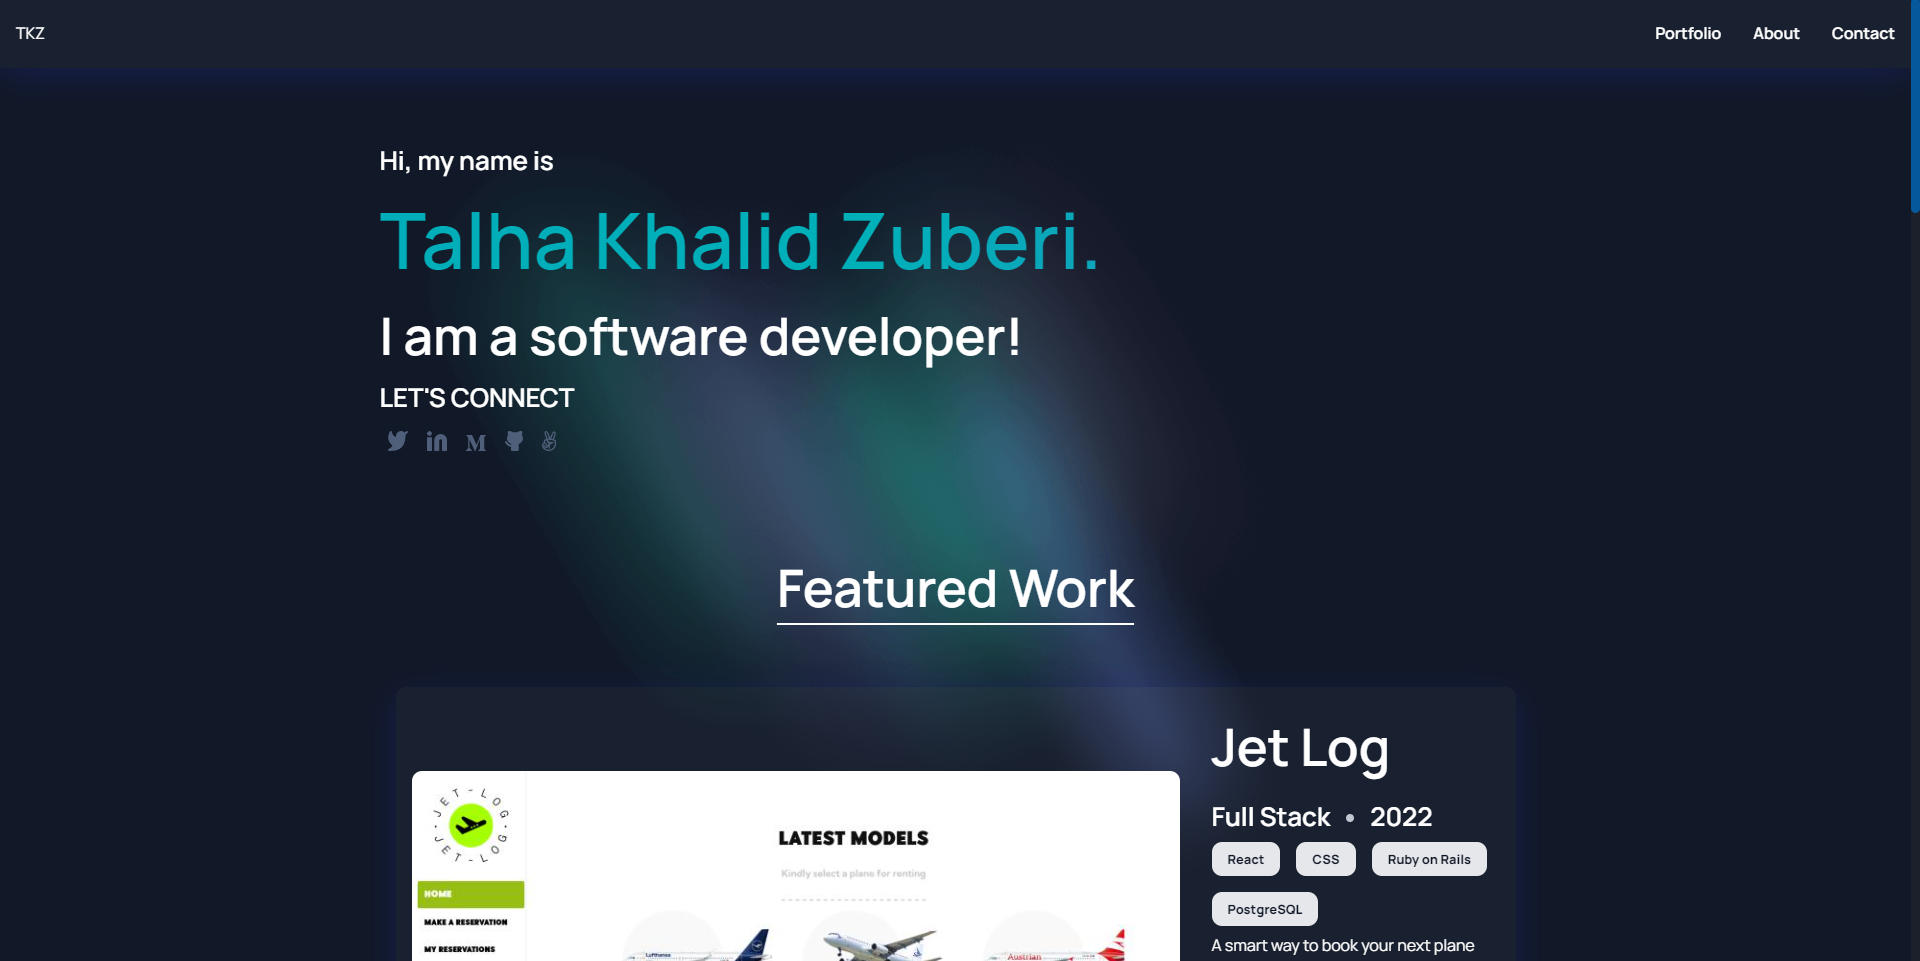 TKZ
Portfolio About Contact
Hi, my name is
Talha Khalid Zuberi.
I am a software developer!
LET'S CONNECT
Featured Work
JET-LOG JET-LOG
HOME
MAKE A RESERVATION
MY RESERVATIONS
LATEST MODELS
Kindly select a plane for renting
Lufthansa
Austrian
Jet Log
Full Stack • 2022
React CSS Ruby on Rails
PostgreSQL
A smart way to book your next plane